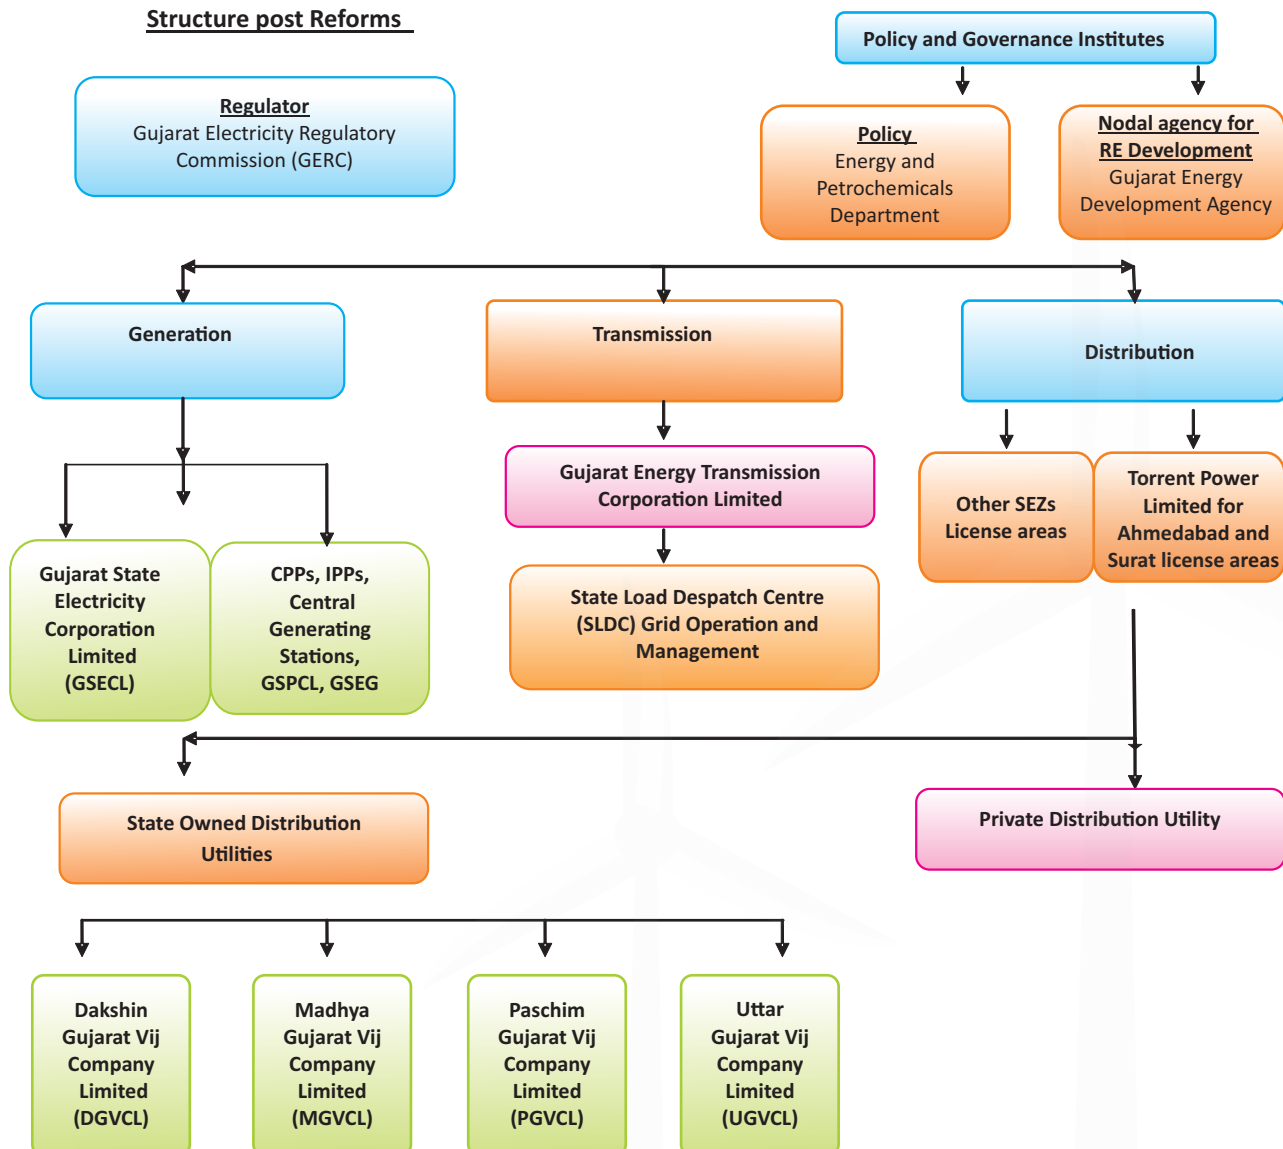 Structure post Reforms
Policy and Governance Institutes
Regulator
Gujarat Electricity Regulatory
Commission (GERC)
Policy
Energy and
Petrochemicals
Department
Nodal agency for
RE Development
Gujarat Energy
Development Agency
Generation
Transmission
Distribution
Gujarat Energy Transmission
Corporation Limited
Other SEZs
License areas
Torrent Power
Limited for
Ahmedabad and
Surat license areas
Gujarat State
Electricity
Corporation
Limited
(GSECL)
CPPs, IPPs,
Central
Generating
Stations,
GSPCL, GSEG
State Load Despatch Centre
(SLDC) Grid Operation and
Management
State Owned Distribution
Utilities
Private Distribution Utility
Dakshin
Gujarat Vij
Company
Limited
(DGVCL)
Madhya
Gujarat Vij
Company
Limited
(MGVCL)
Paschim
Gujarat Vij
Company
Limited
(PGVCL)
Uttar
Gujarat Vij
Company
Limited
(UGVCL)